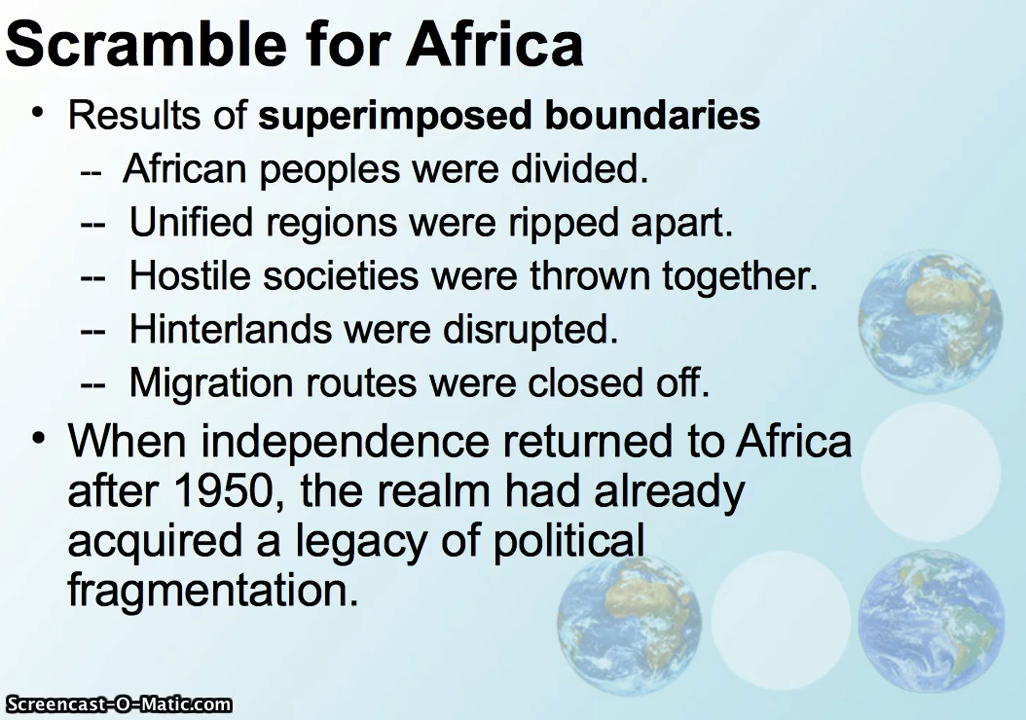 Scramble for Africa
• Results of superimposed boundaries
-- African peoples were divided.
-- Unified regions were ripped apart.
-- Hostile societies were thrown together.
-- Hinterlands were disrupted.
-- Migration routes were closed off.
• When independence returned to Africa
after 1950, the realm had already
acquired a legacy of political
fragmentation.
Screencast-O-Matic.com